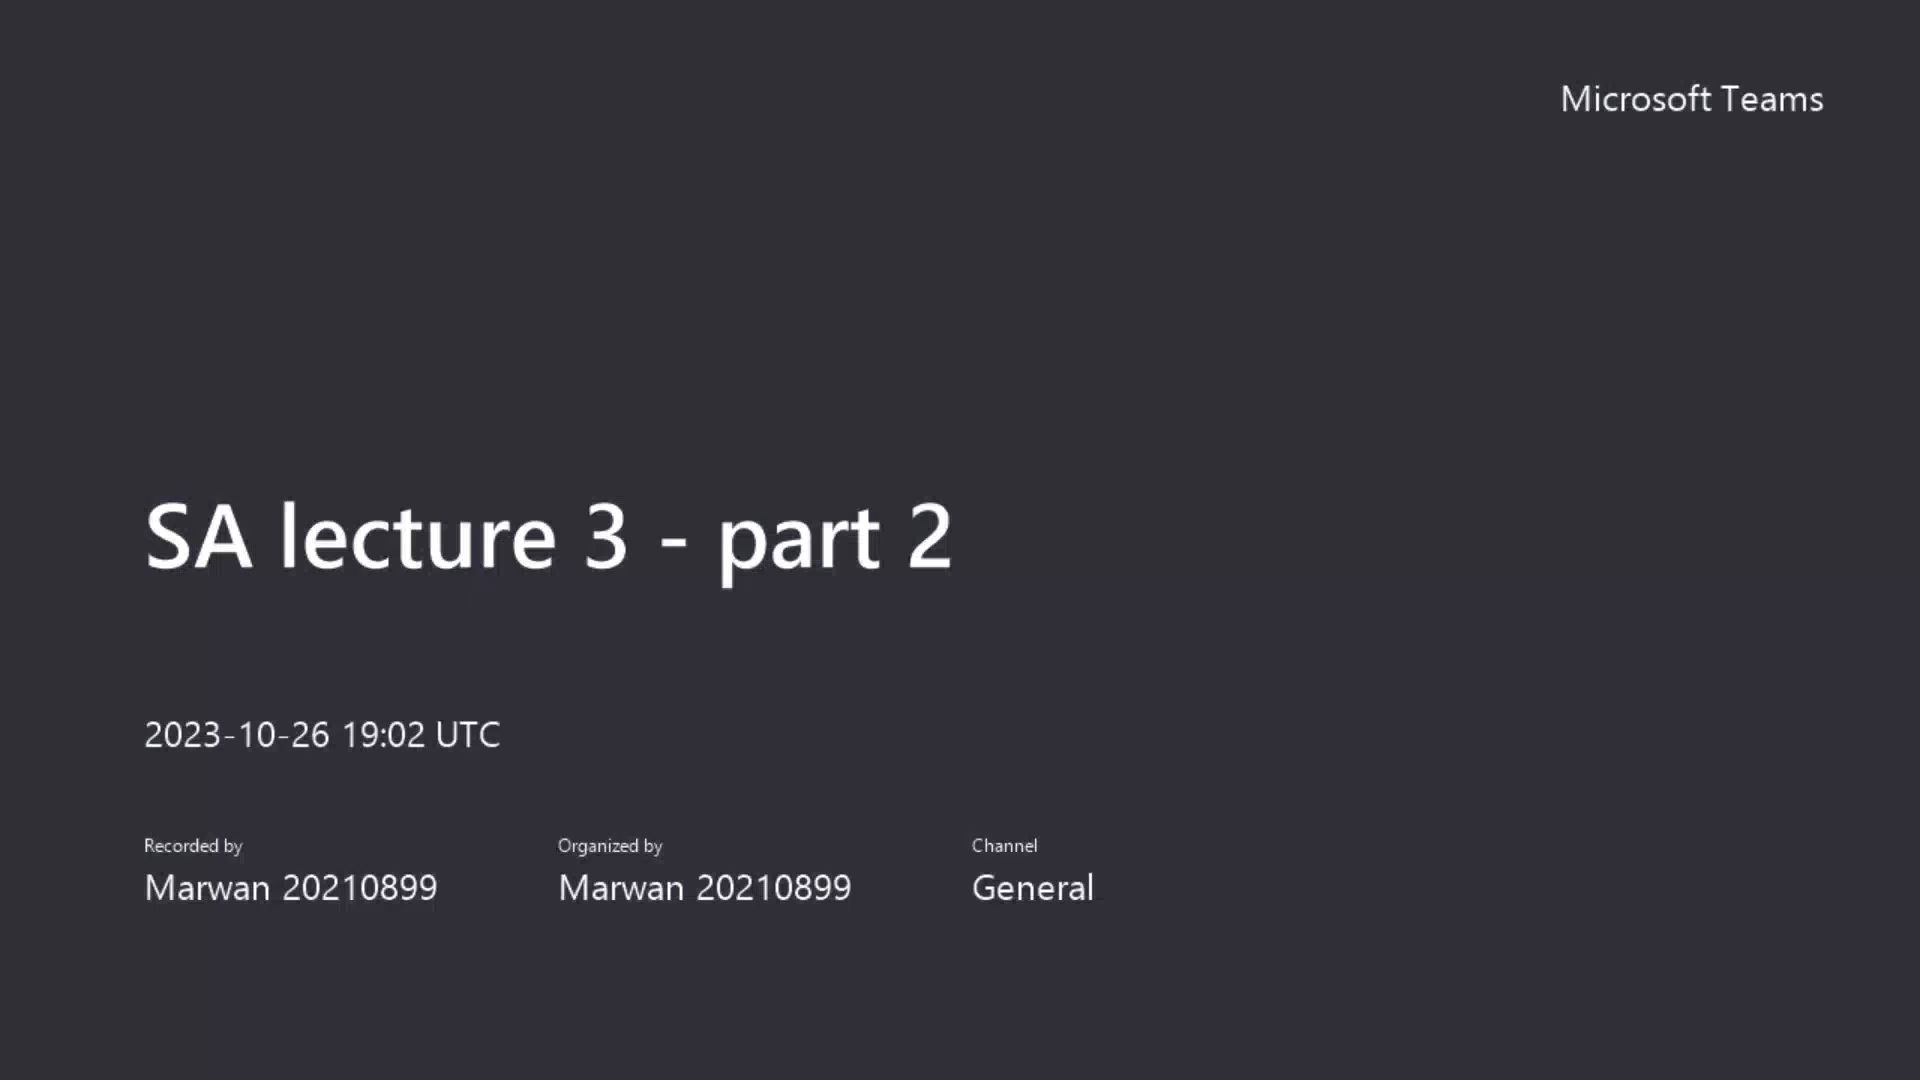 Microsoft Teams
SA lecture 3 - part 2
2023-10-26 19:02 UTC
Recorded by
Marwan 20210899
Organized by
Marwan 20210899
Channel
General